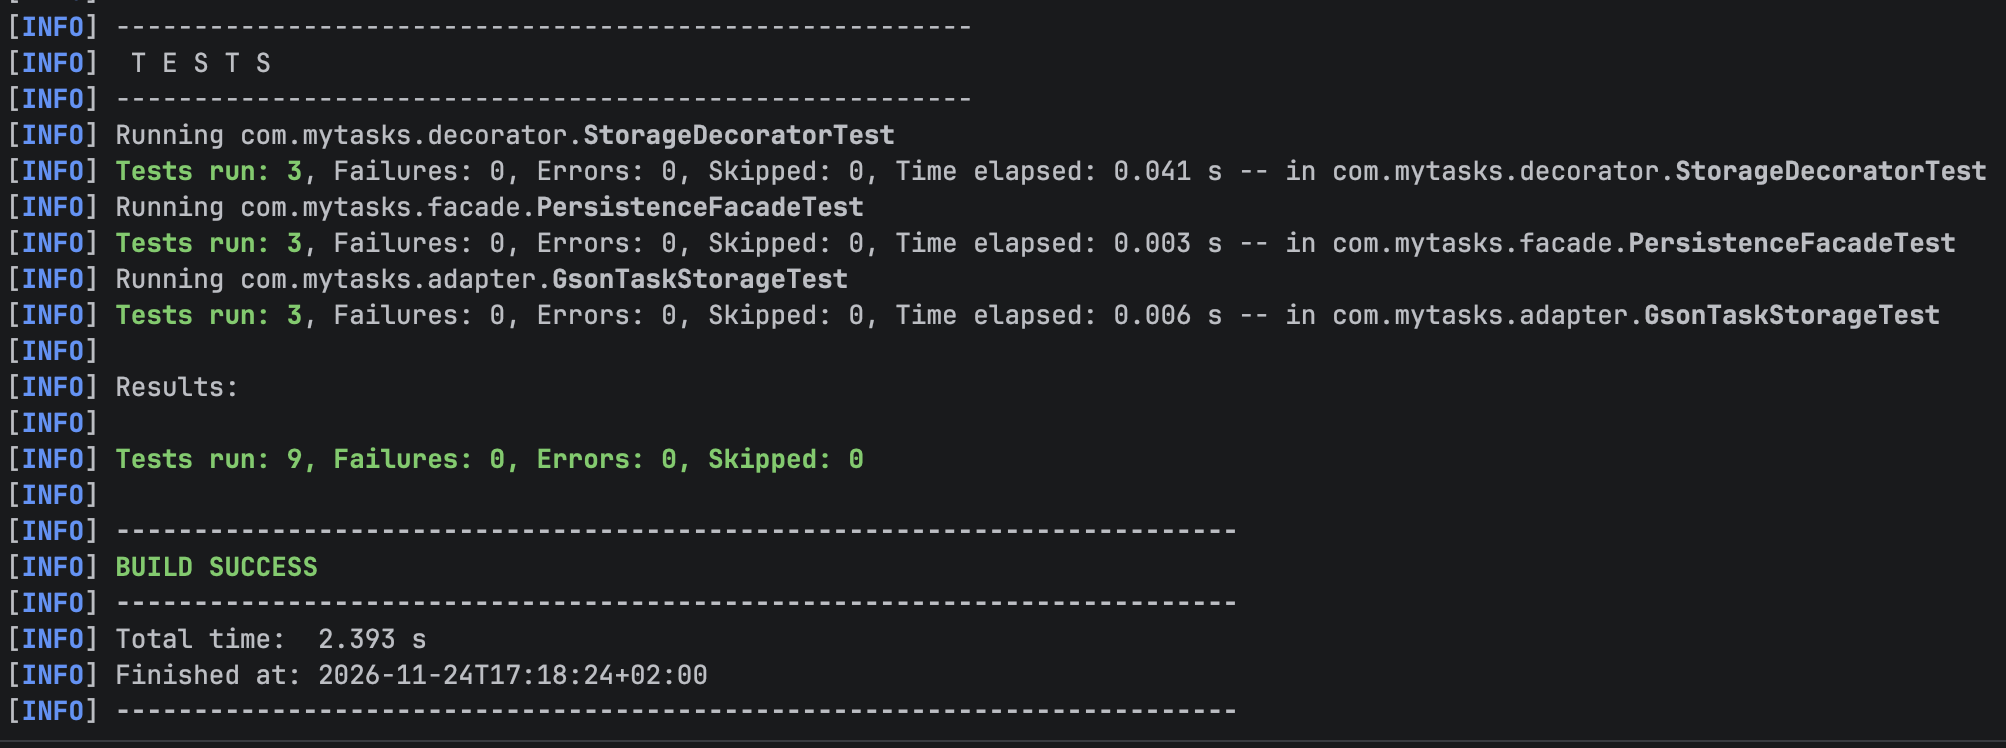 [INFO] -------------------------------------------------------
[INFO]  T E S T S
[INFO] -------------------------------------------------------
[INFO] Running com.mytasks.decorator.StorageDecoratorTest
[INFO] Tests run: 3, Failures: 0, Errors: 0, Skipped: 0, Time elapsed: 0.041 s -- in com.mytasks.decorator.StorageDecoratorTest
[INFO] Running com.mytasks.facade.PersistenceFacadeTest
[INFO] Tests run: 3, Failures: 0, Errors: 0, Skipped: 0, Time elapsed: 0.003 s -- in com.mytasks.facade.PersistenceFacadeTest
[INFO] Running com.mytasks.adapter.GsonTaskStorageTest
[INFO] Tests run: 3, Failures: 0, Errors: 0, Skipped: 0, Time elapsed: 0.006 s -- in com.mytasks.adapter.GsonTaskStorageTest
[INFO]
[INFO] Results:
[INFO]
[INFO] Tests run: 9, Failures: 0, Errors: 0, Skipped: 0
[INFO]
[INFO] ------------------------------------------------------------------------
[INFO] BUILD SUCCESS
[INFO] ------------------------------------------------------------------------
[INFO] Total time:  2.393 s
[INFO] Finished at: 2026-11-24T17:18:24+02:00
[INFO] ------------------------------------------------------------------------